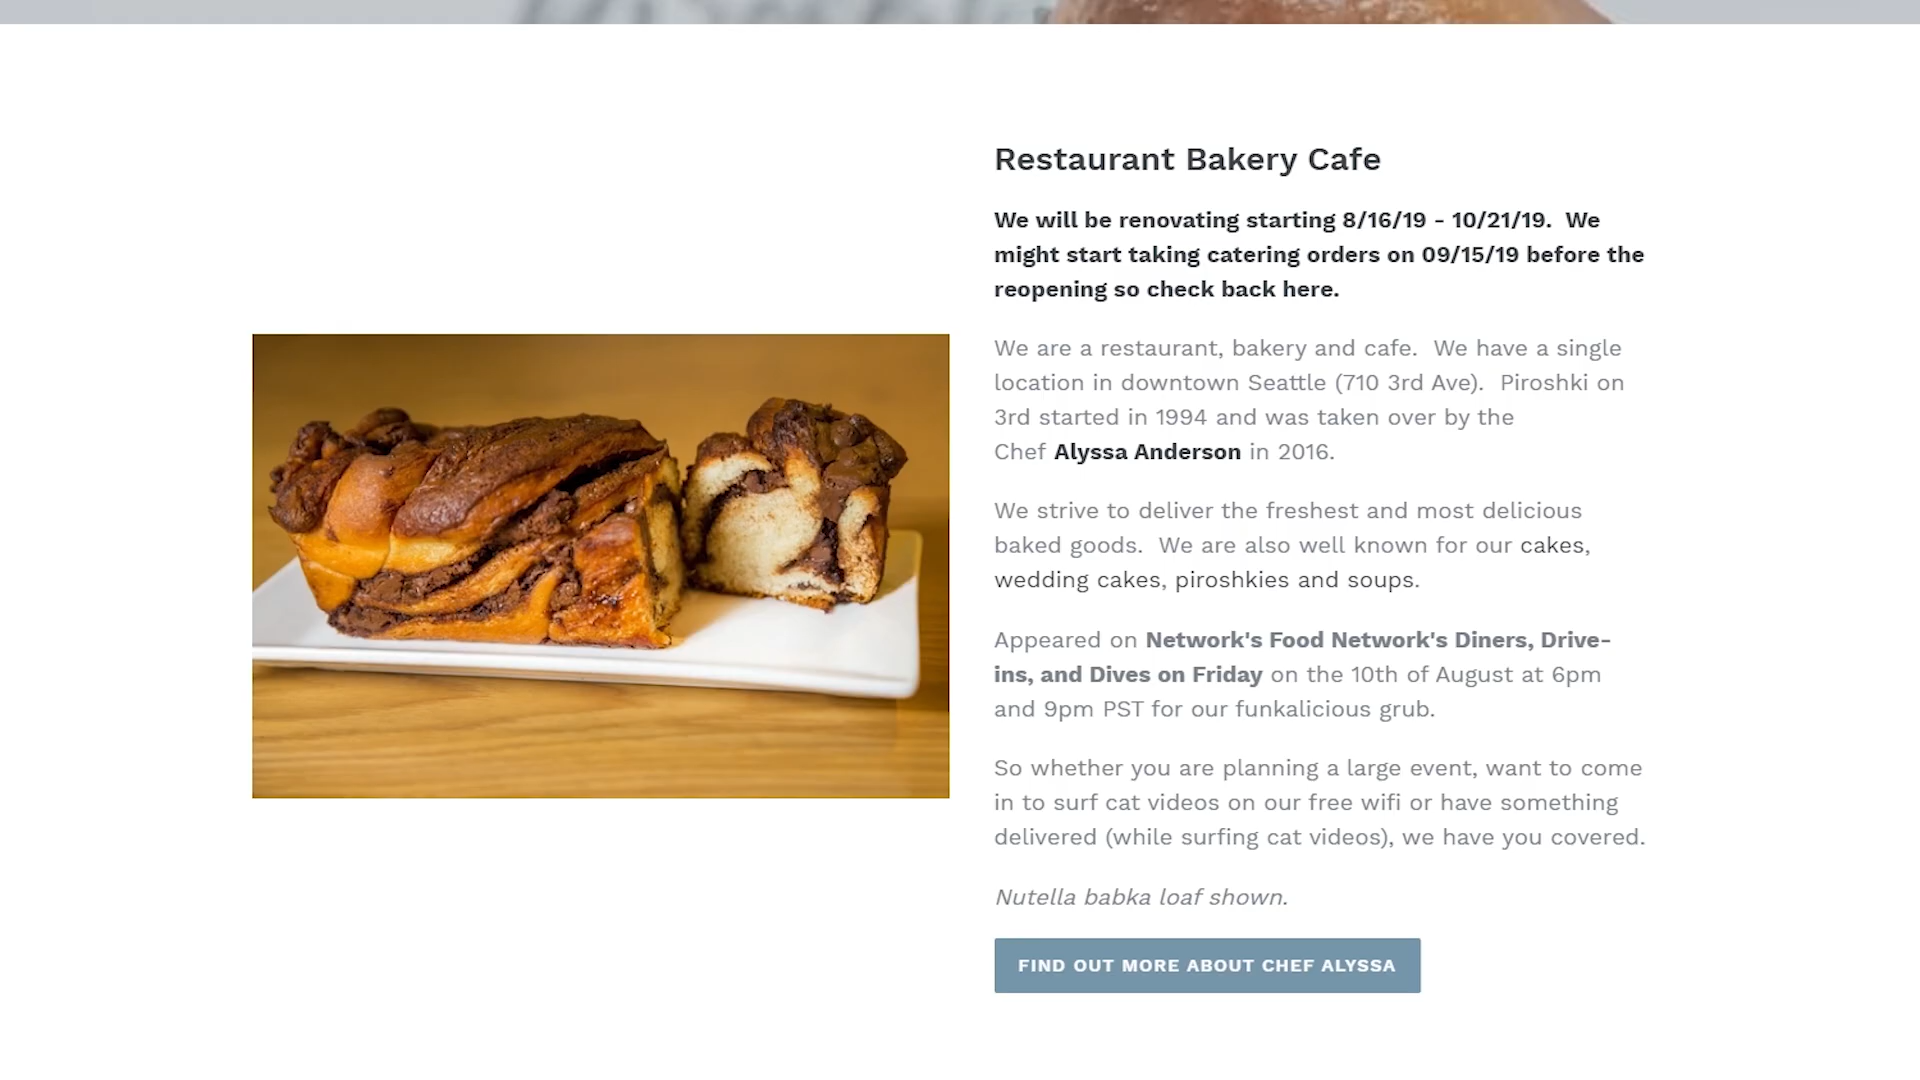 Restaurant Bakery Cafe
We will be renovating starting 8/16/19 - 10/21/19.  We
might start taking catering orders on 09/15/19 before the
reopening so check back here.
We are a restaurant, bakery and cafe.  We have a single
location in downtown Seattle (710 3rd Ave).  Piroshki on
3rd started in 1994 and was taken over by the
Chef Alyssa Anderson in 2016.
We strive to deliver the freshest and most delicious
baked goods.  We are also well known for our cakes,
wedding cakes, piroshkies and soups.
Appeared on Network's Food Network's Diners, Drive-
ins, and Dives on Friday on the 10th of August at 6pm
and 9pm PST for our funkalicious grub.
So whether you are planning a large event, want to come
in to surf cat videos on our free wifi or have something
delivered (while surfing cat videos), we have you covered.
Nutella babka loaf shown.
FIND OUT MORE ABOUT CHEF ALYSSA